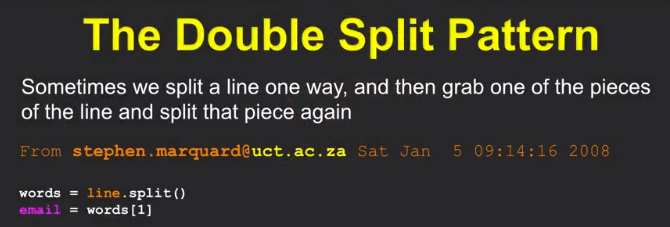 The Double Split Pattern
Sometimes we split a line one way, and then grab one of the pieces
of the line and split that piece again
From stephen.marquard@uct.ac.za Sat Jan  5 09:14:16 2008
words = line.split()
email = words[1]